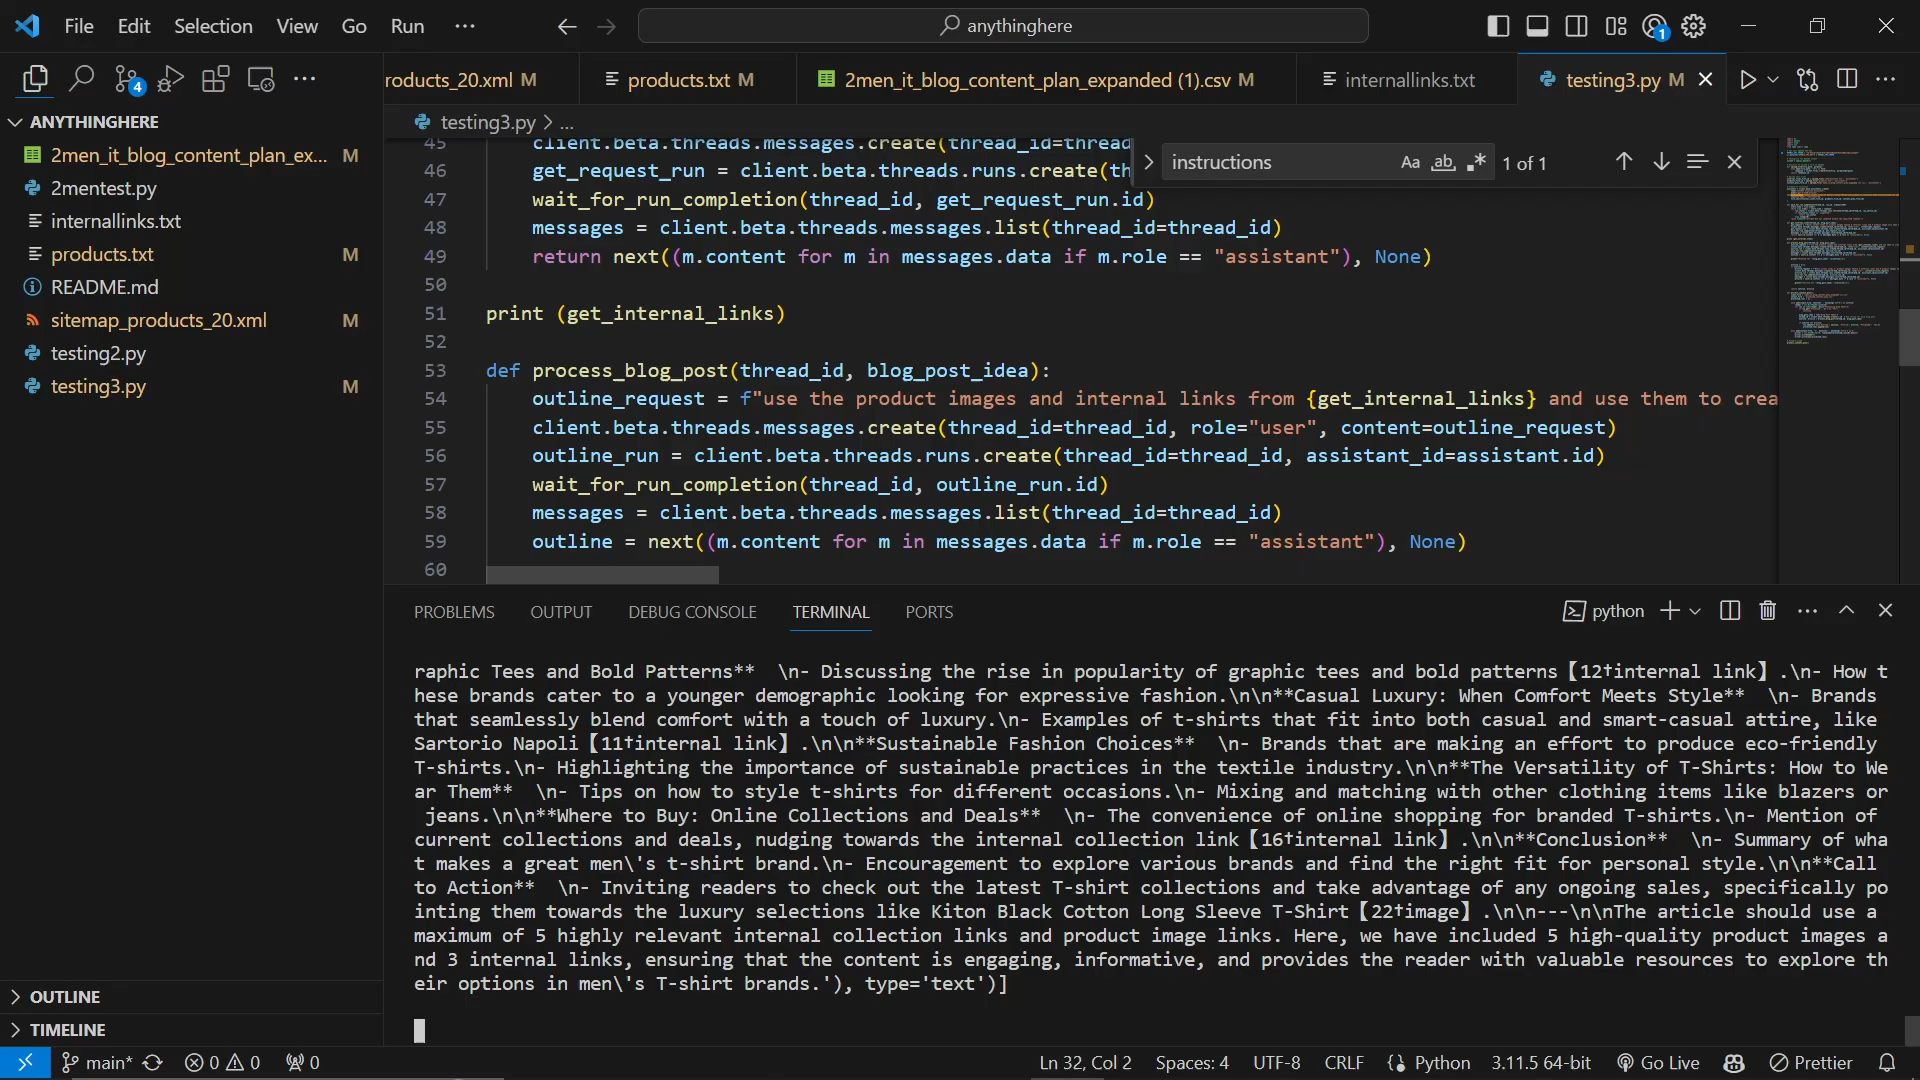 File Edit Selection View Go Run ··· anythinghere 1
4
roducts_20.xml M products.txt M 2men_it_blog_content_plan_expanded (1).csv M internallinks.txt testing3.py M
ANYTHINGHERE
testing3.py > ...
2men_it_blog_content_plan_ex... M
2mentest.py
internallinks.txt
products.txt M
README.md
sitemap_products_20.xml M
testing2.py
testing3.py M
instructions Aa ab 1 of 1
45 client.beta.threads.messages.create(thread_id=thread
46 get_request_run = client.beta.threads.runs.create(th
47 wait_for_run_completion(thread_id, get_request_run.id)
48 messages = client.beta.threads.messages.list(thread_id=thread_id)
49 return next((m.content for m in messages.data if m.role == "assistant"), None)
50
51 print (get_internal_links)
52
53 def process_blog_post(thread_id, blog_post_idea):
54 outline_request = f"use the product images and internal links from {get_internal_links} and use them to crea
55 client.beta.threads.messages.create(thread_id=thread_id, role="user", content=outline_request)
56 outline_run = client.beta.threads.runs.create(thread_id=thread_id, assistant_id=assistant.id)
57 wait_for_run_completion(thread_id, outline_run.id)
58 messages = client.beta.threads.messages.list(thread_id=thread_id)
59 outline = next((m.content for m in messages.data if m.role == "assistant"), None)
60
PROBLEMS OUTPUT DEBUG CONSOLE TERMINAL PORTS python
raphic Tees and Bold Patterns**  \n- Discussing the rise in popularity of graphic tees and bold patterns【12†internal link】.\n- How t
hese brands cater to a younger demographic looking for expressive fashion.\n\n**Casual Luxury: When Comfort Meets Style**  \n- Brands
that seamlessly blend comfort with a touch of luxury.\n- Examples of t-shirts that fit into both casual and smart-casual attire, like
Sartorio Napoli【11†internal link】.\n\n**Sustainable Fashion Choices**  \n- Brands that are making an effort to produce eco-friendly
T-shirts.\n- Highlighting the importance of sustainable practices in the textile industry.\n\n**The Versatility of T-Shirts: How to We
ar Them**  \n- Tips on how to style t-shirts for different occasions.\n- Mixing and matching with other clothing items like blazers or
jeans.\n\n**Where to Buy: Online Collections and Deals**  \n- The convenience of online shopping for branded T-shirts.\n- Mention of
current collections and deals, nudging towards the internal collection link【16†internal link】.\n\n**Conclusion**  \n- Summary of wha
t makes a great men\'s t-shirt brand.\n- Encouragement to explore various brands and find the right fit for personal style.\n\n**Call
to Action**  \n- Inviting readers to check out the latest T-shirt collections and take advantage of any ongoing sales, specifically po
inting them towards the luxury selections like Kiton Black Cotton Long Sleeve T-Shirt【22†image】.\n\n---\n\nThe article should use a
maximum of 5 highly relevant internal collection links and product image links. Here, we have included 5 high-quality product images a
nd 3 internal links, ensuring that the content is engaging, informative, and provides the reader with valuable resources to explore th
eir options in men\'s T-shirt brands.'), type='text')]
OUTLINE
TIMELINE
main* 0 0 0 Ln 32, Col 2 Spaces: 4 UTF-8 CRLF Python 3.11.5 64-bit Go Live Prettier